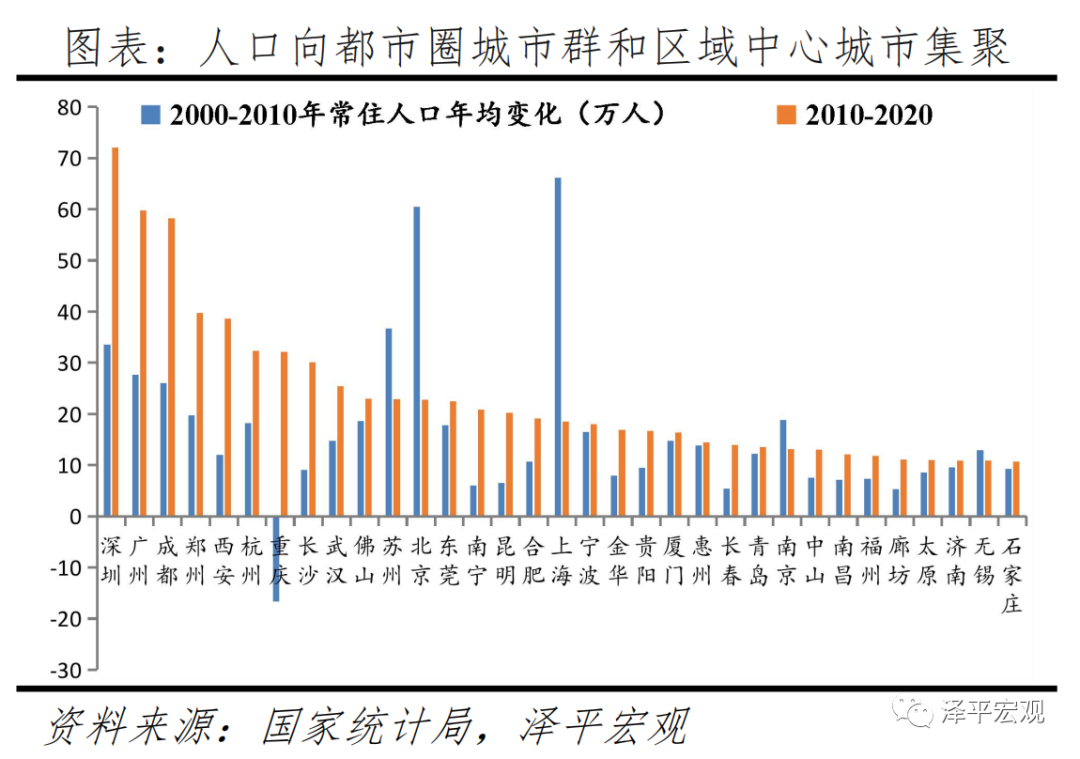 图表：人口向都市圈城市群和区域中心城市集聚
2000-2010年常住人口年均变化（万人）
2010-2020
80
70
60
50
40
30
20
10
0
-10
-20
-30
深圳
广州
成都
郑州
西安
杭州
重庆
长沙
武汉
佛山
苏州
北京
东莞
南宁
昆明
合肥
上海
宁波
金华
贵阳
厦门
惠州
长春
青岛
南京
中山
南昌
福州
廊坊
太原
济南
无锡
石家庄
资料来源：国家统计局，泽平宏观
泽平宏观